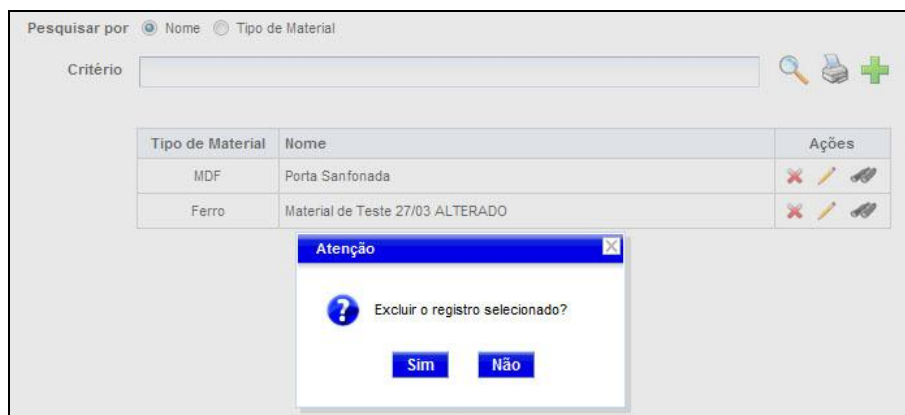 Pesquisar por Nome Tipo de Material
Critério
Tipo de Material Nome Ações
MDF Porta Sanfonada
Ferro Material de Teste 27/03 ALTERADO
Atenção
Excluir o registro selecionado?
Sim Não